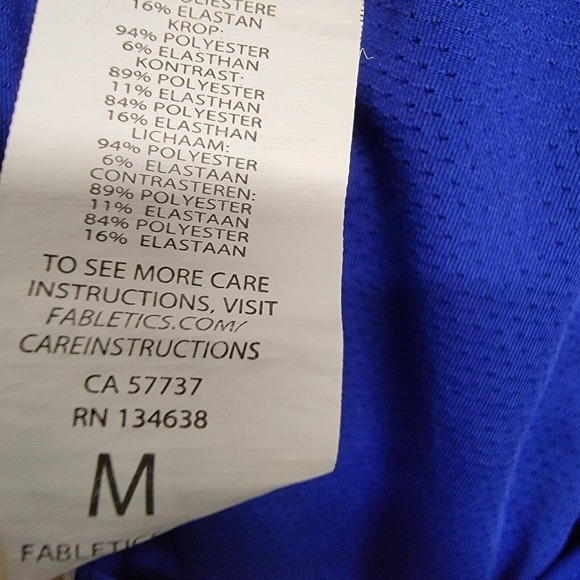 16% ELASTAN
KROP:
94% POLYESTER
6% ELASTHAN
KONTRAST:
89% POLYESTER
11% ELASTHAN
84% POLYESTER
16% ELASTHAN
LICHAAM:
94% POLYESTER
6% ELASTAAN
CONTRASTEREN:
89% POLYESTER
11% ELASTAAN
84% POLYESTER
16% ELASTAAN
TO SEE MORE CARE
INSTRUCTIONS, VISIT
FABLETICS.COM/
CAREINSTRUCTIONS
CA 57737
RN 134638
M
FABLETIC